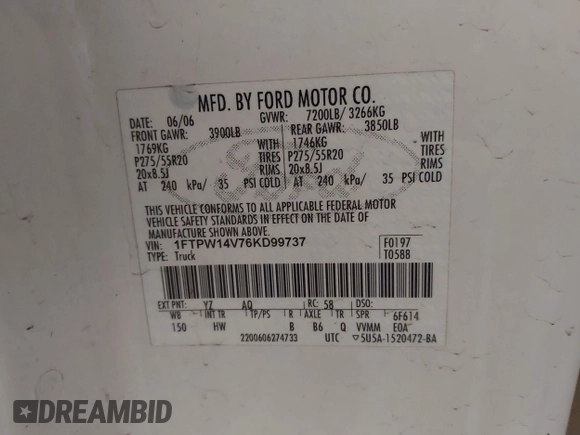 MFD. BY FORD MOTOR CO.
DATE: 06/06 GVWR: 7200LB/ 3266KG
FRONT GAWR: 3900LB REAR GAWR: 3850LB
1769KG WITH 1746KG WITH
P275/55R20 TIRES P275/55R20 TIRES
20x8.5J RIMS 20x8.5J RIMS
AT 240 kPa/ 35 PSI COLD AT 240 kPa/ 35 PSI COLD
THIS VEHICLE CONFORMS TO ALL APPLICABLE FEDERAL MOTOR
VEHICLE SAFETY STANDARDS IN EFFECT ON THE DATE OF
MANUFACTURE SHOWN ABOVE.
VIN: 1FTPW14V76KD99737 F0197
TYPE: Truck T0588
EXT PNT: YZ AQ RC: 58 DSO:
WB INT TR TP/PS R AXLE TR SPR 6F614
150 HW B B6 Q VVMM E0A
2200606274733 UTC ▽5U5A-1520472-BA
Ford
DREAMBID